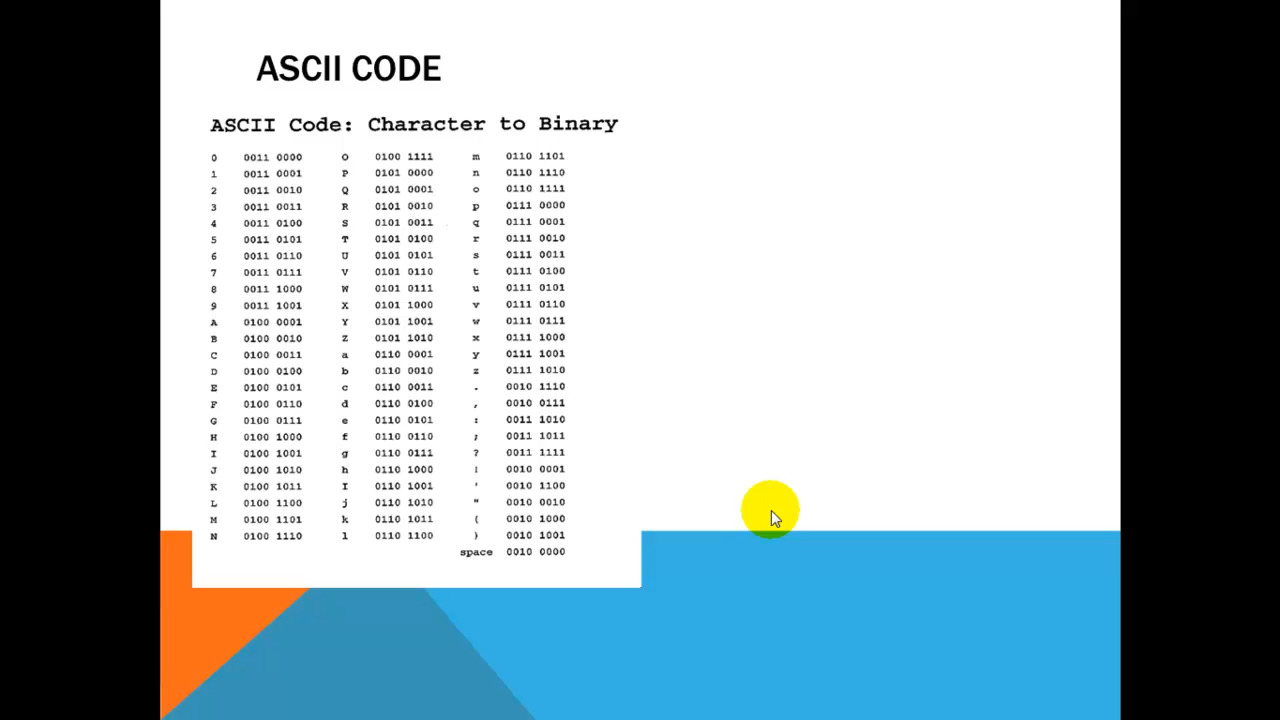 ASCII CODE
ASCII Code: Character to Binary
0 0011 0000 O 0100 1111 m 0110 1101
1 0011 0001 P 0101 0000 n 0110 1110
2 0011 0010 Q 0101 0001 o 0110 1111
3 0011 0011 R 0101 0010 p 0111 0000
4 0011 0100 S 0101 0011 q 0111 0001
5 0011 0101 T 0101 0100 r 0111 0010
6 0011 0110 U 0101 0101 s 0111 0011
7 0011 0111 V 0101 0110 t 0111 0100
8 0011 1000 W 0101 0111 u 0111 0101
9 0011 1001 X 0101 1000 v 0111 0110
A 0100 0001 Y 0101 1001 w 0111 0111
B 0100 0010 Z 0101 1010 x 0111 1000
C 0100 0011 a 0110 0001 y 0111 1001
D 0100 0100 b 0110 0010 z 0111 1010
E 0100 0101 c 0110 0011 . 0010 1110
F 0100 0110 d 0110 0100 , 0010 0111
G 0100 0111 e 0110 0101 : 0011 1010
H 0100 1000 f 0110 0110 ; 0011 1011
I 0100 1001 g 0110 0111 ? 0011 1111
J 0100 1010 h 0110 1000 ! 0010 0001
K 0100 1011 I 0110 1001 ' 0010 1100
L 0100 1100 j 0110 1010 " 0010 0010
M 0100 1101 k 0110 1011 ( 0010 1000
N 0100 1110 l 0110 1100 ) 0010 1001
space 0010 0000